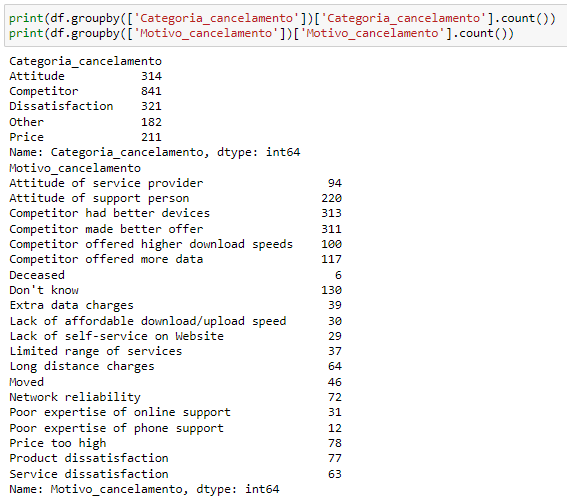 print(df.groupby(['Categoria_cancelamento'])['Categoria_cancelamento'].count())
print(df.groupby(['Motivo_cancelamento'])['Motivo_cancelamento'].count())
Categoria_cancelamento
Attitude 314
Competitor 841
Dissatisfaction 321
Other 182
Price 211
Name: Categoria_cancelamento, dtype: int64
Motivo_cancelamento
Attitude of service provider 94
Attitude of support person 220
Competitor had better devices 313
Competitor made better offer 311
Competitor offered higher download speeds 100
Competitor offered more data 117
Deceased 6
Don't know 130
Extra data charges 39
Lack of affordable download/upload speed 30
Lack of self-service on Website 29
Limited range of services 37
Long distance charges 64
Moved 46
Network reliability 72
Poor expertise of online support 31
Poor expertise of phone support 12
Price too high 78
Product dissatisfaction 77
Service dissatisfaction 63
Name: Motivo_cancelamento, dtype: int64